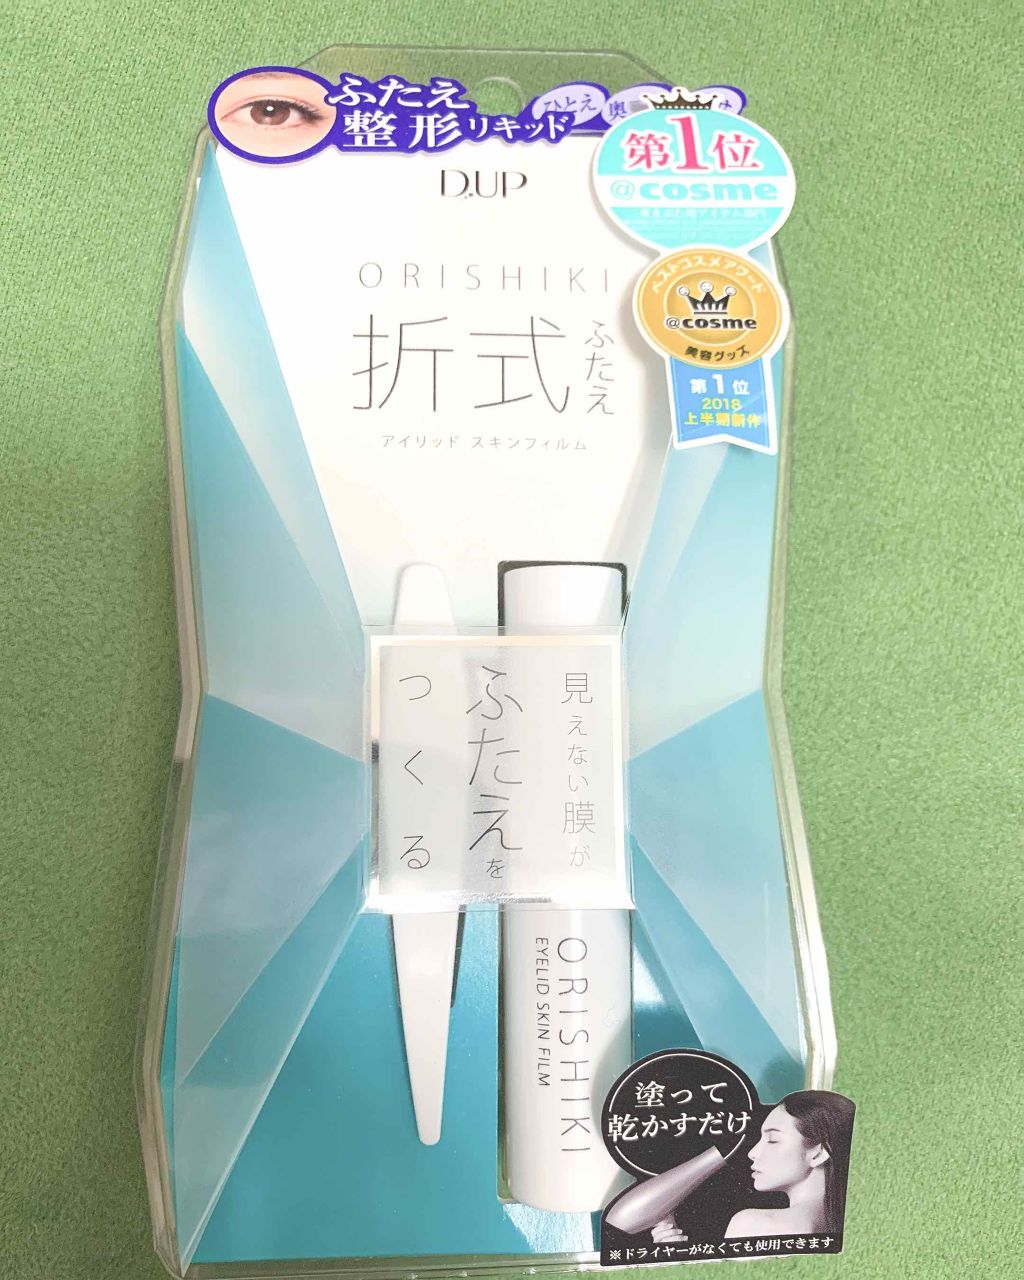 ふたえ
整形リキッド
ひとえ
奥
第1位
@cosme
D.UP
ORISHIKI
折式
ふたえ
アイリッド スキンフィルム
ベストコスメアワード
@cosme
美容グッズ
第1位
2018
上半期新作
見えない膜が
ふたえを
つくる
ORISHIKI
EYELID SKIN FILM
塗って
乾かすだけ
※ドライヤーがなくても使用できます